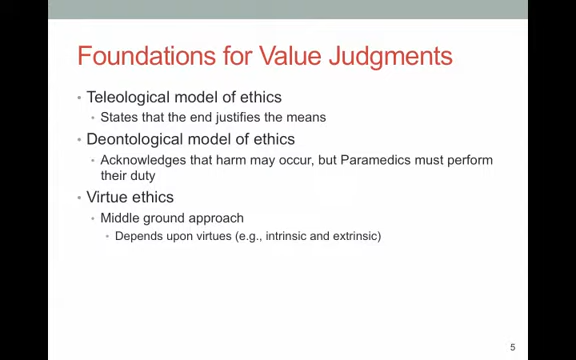 Foundations for Value Judgments
• Teleological model of ethics
• States that the end justifies the means
• Deontological model of ethics
• Acknowledges that harm may occur, but Paramedics must perform
their duty
• Virtue ethics
• Middle ground approach
• Depends upon virtues (e.g., intrinsic and extrinsic)
5